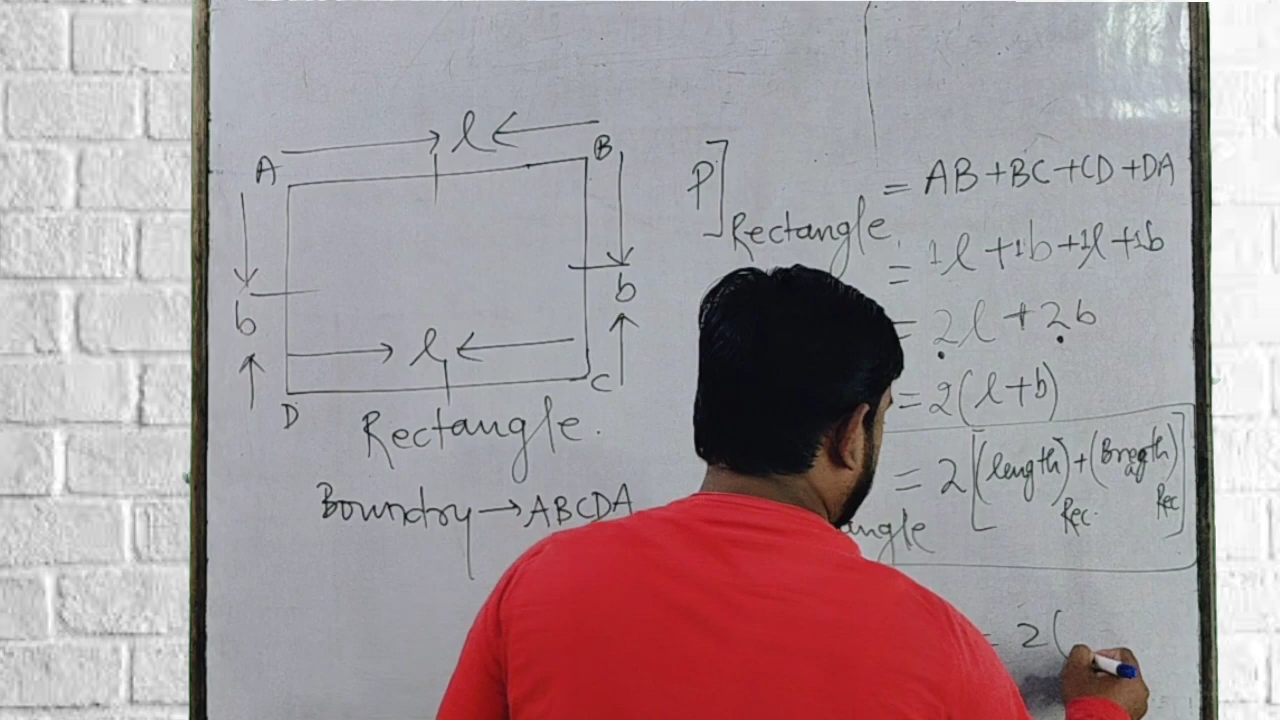 A → l ← B
b
b
→ l ←
D
C
Rectangle.
Boundry → ABCDA
P]Rectangle = AB+BC+CD+DA
= 1l+1b+1l+1b
= 2l+2b
= 2(l+b)
= 2[(length)Rec. + (Breagth)Rec]
angle
= 2(